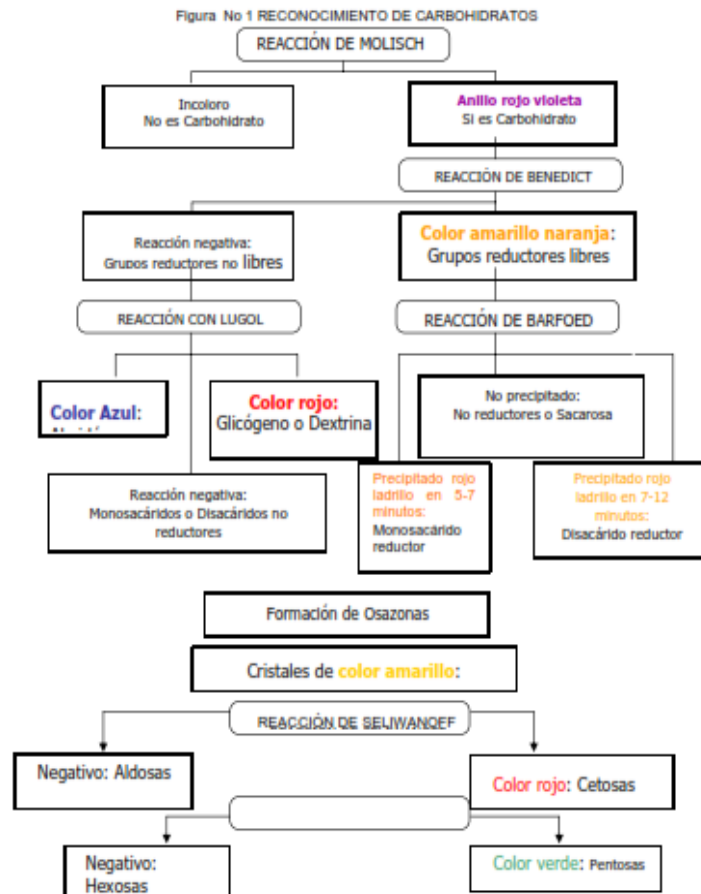 Figura No 1 RECONOCIMIENTO DE CARBOHIDRATOS
REACCIÓN DE MOLISCH
Incoloro
No es Carbohidrato
Anillo rojo violeta
Si es Carbohidrato
REACCIÓN DE BENEDICT
Reacción negativa:
Grupos reductores no libres
Color amarillo naranja:
Grupos reductores libres
REACCIÓN CON LUGOL
REACCIÓN DE BARFOED
Color Azul:
Color rojo:
Glicógeno o Dextrina
No precipitado:
No reductores o Sacarosa
Reacción negativa:
Monosacáridos o Disacáridos no
reductores
Precipitado rojo
ladrillo en 5-7
minutos:
Monosacárido
reductor
Precipitado rojo
ladrillo en 7-12
minutos:
Disacárido reductor
Formación de Osazonas
Cristales de color amarillo:
REACCIÓN DE SELIWANOFF
Negativo: Aldosas
Color rojo: Cetosas
Negativo:
Hexosas
Color verde: Pentosas